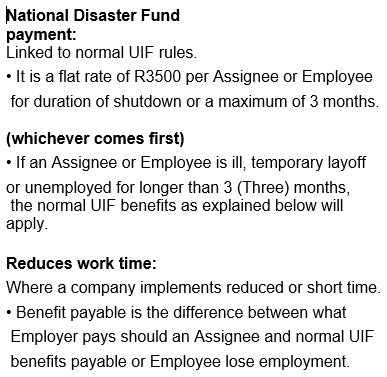 National Disaster Fund
payment:
Linked to normal UIF rules.
• It is a flat rate of R3500 per Assignee or Employee
for duration of shutdown or a maximum of 3 months.
(whichever comes first)
• If an Assignee or Employee is ill, temporary layoff
or unemployed for longer than 3 (Three) months,
the normal UIF benefits as explained below will
apply.
Reduces work time:
Where a company implements reduced or short time.
• Benefit payable is the difference between what
Employer pays should an Assignee and normal UIF
benefits payable or Employee lose employment.